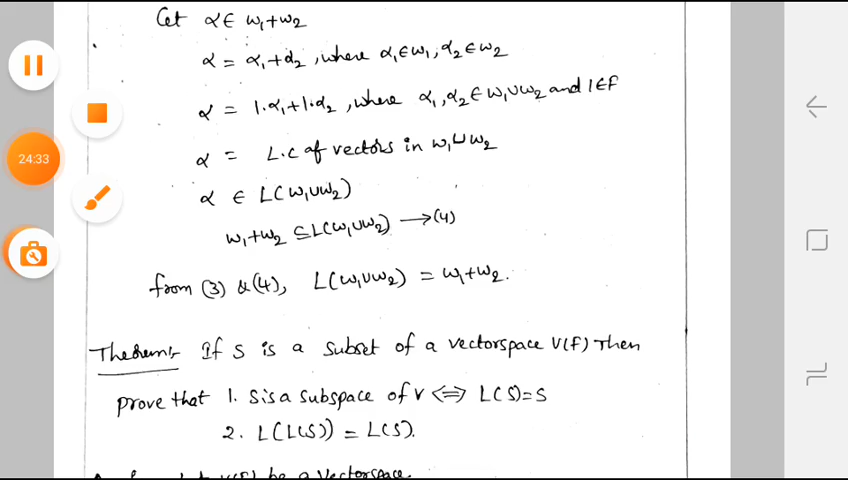 Let α ∈ W₁+W₂
α = α₁+α₂, where α₁∈W₁, α₂∈W₂
α = 1.α₁+1.α₂, where α₁,α₂∈W₁∪W₂ and 1∈F
α = L.C of vectors in W₁∪W₂
α ∈ L(W₁∪W₂)
W₁+W₂ ⊆ L(W₁∪W₂) → (4)
from (3) & (4), L(W₁∪W₂) = W₁+W₂.
Theorem:- If S is a subset of a vectorspace V(F) Then
prove that 1. S is a subspace of V ⟺ L(S)=S
2. L(L(S)) = L(S).
V(F) be a Vectorspace.
24:33